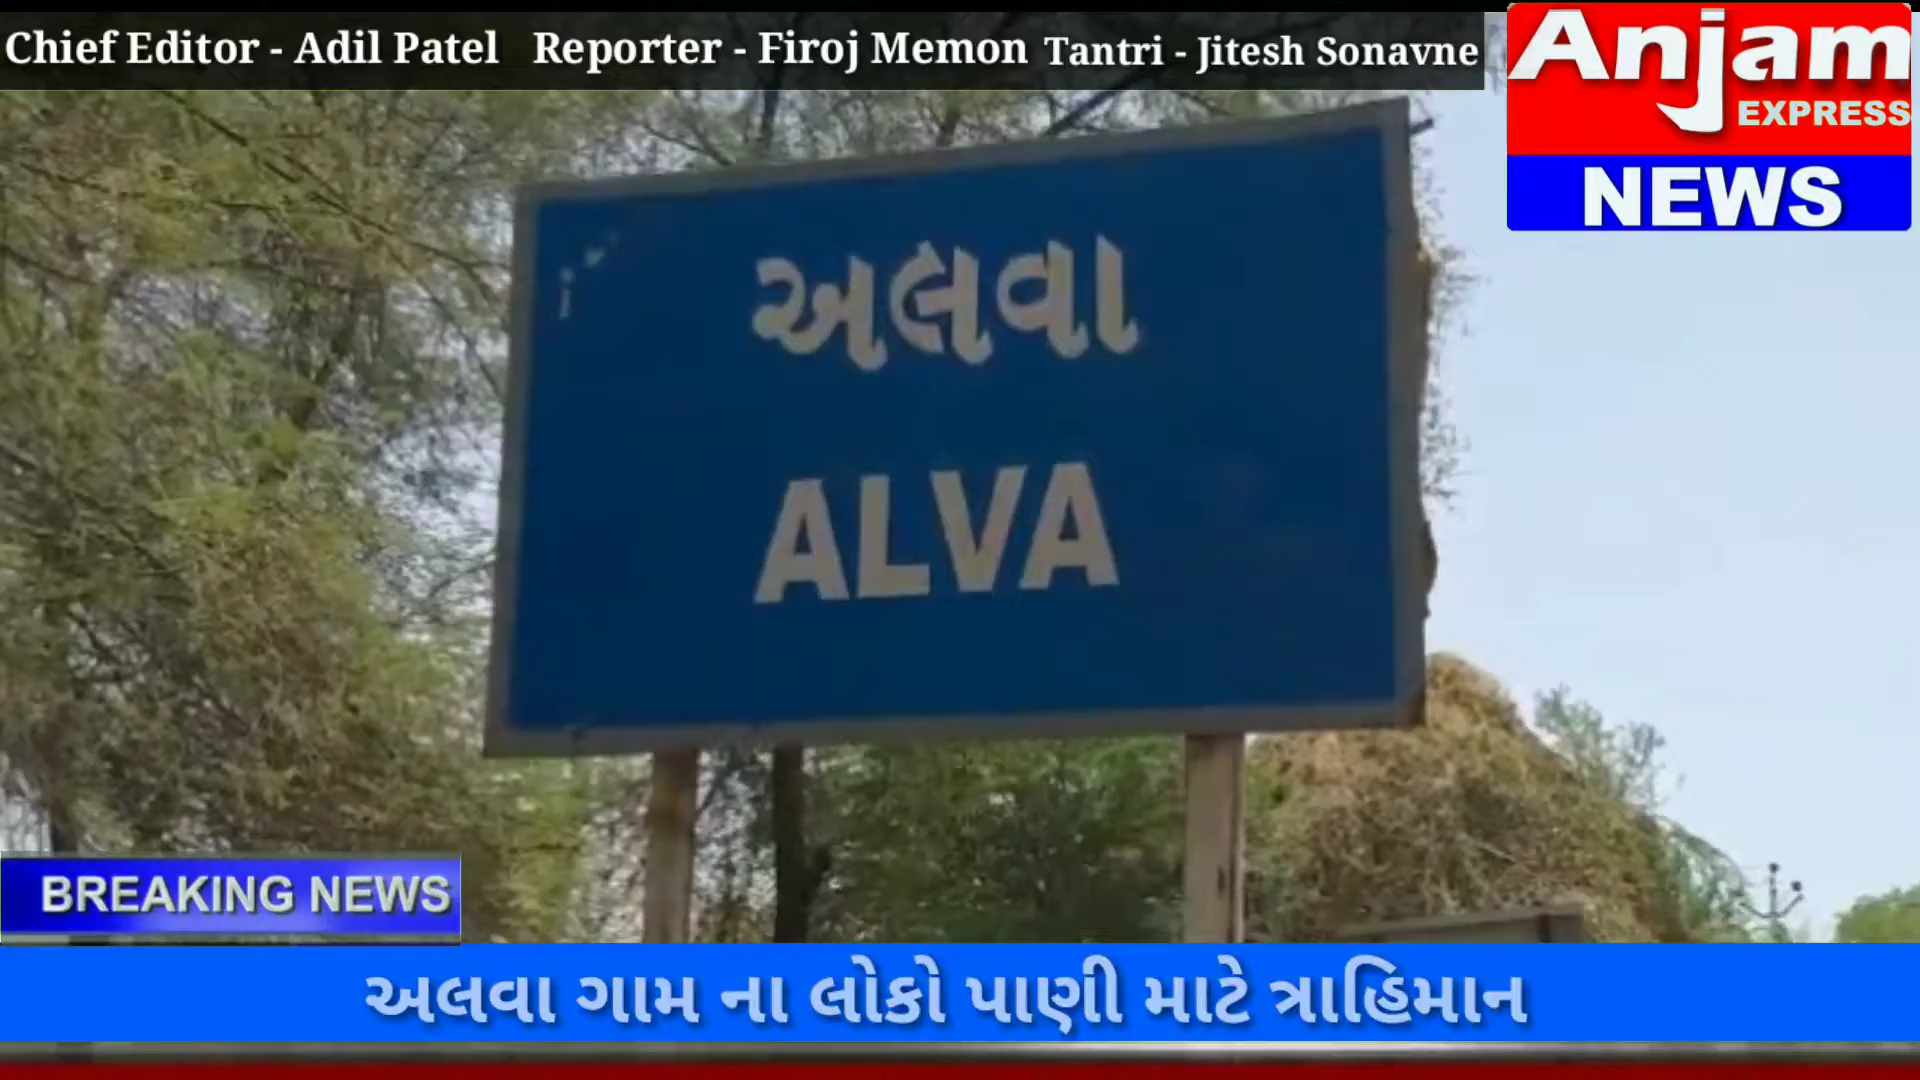 Chief Editor - Adil Patel Reporter - Firoj Memon Tantri - Jitesh Sonavne
Anjam
EXPRESS
NEWS
અલવા
ALVA
BREAKING NEWS
અલવા ગામ ના લોકો પાણી માટે ત્રાહિમાન